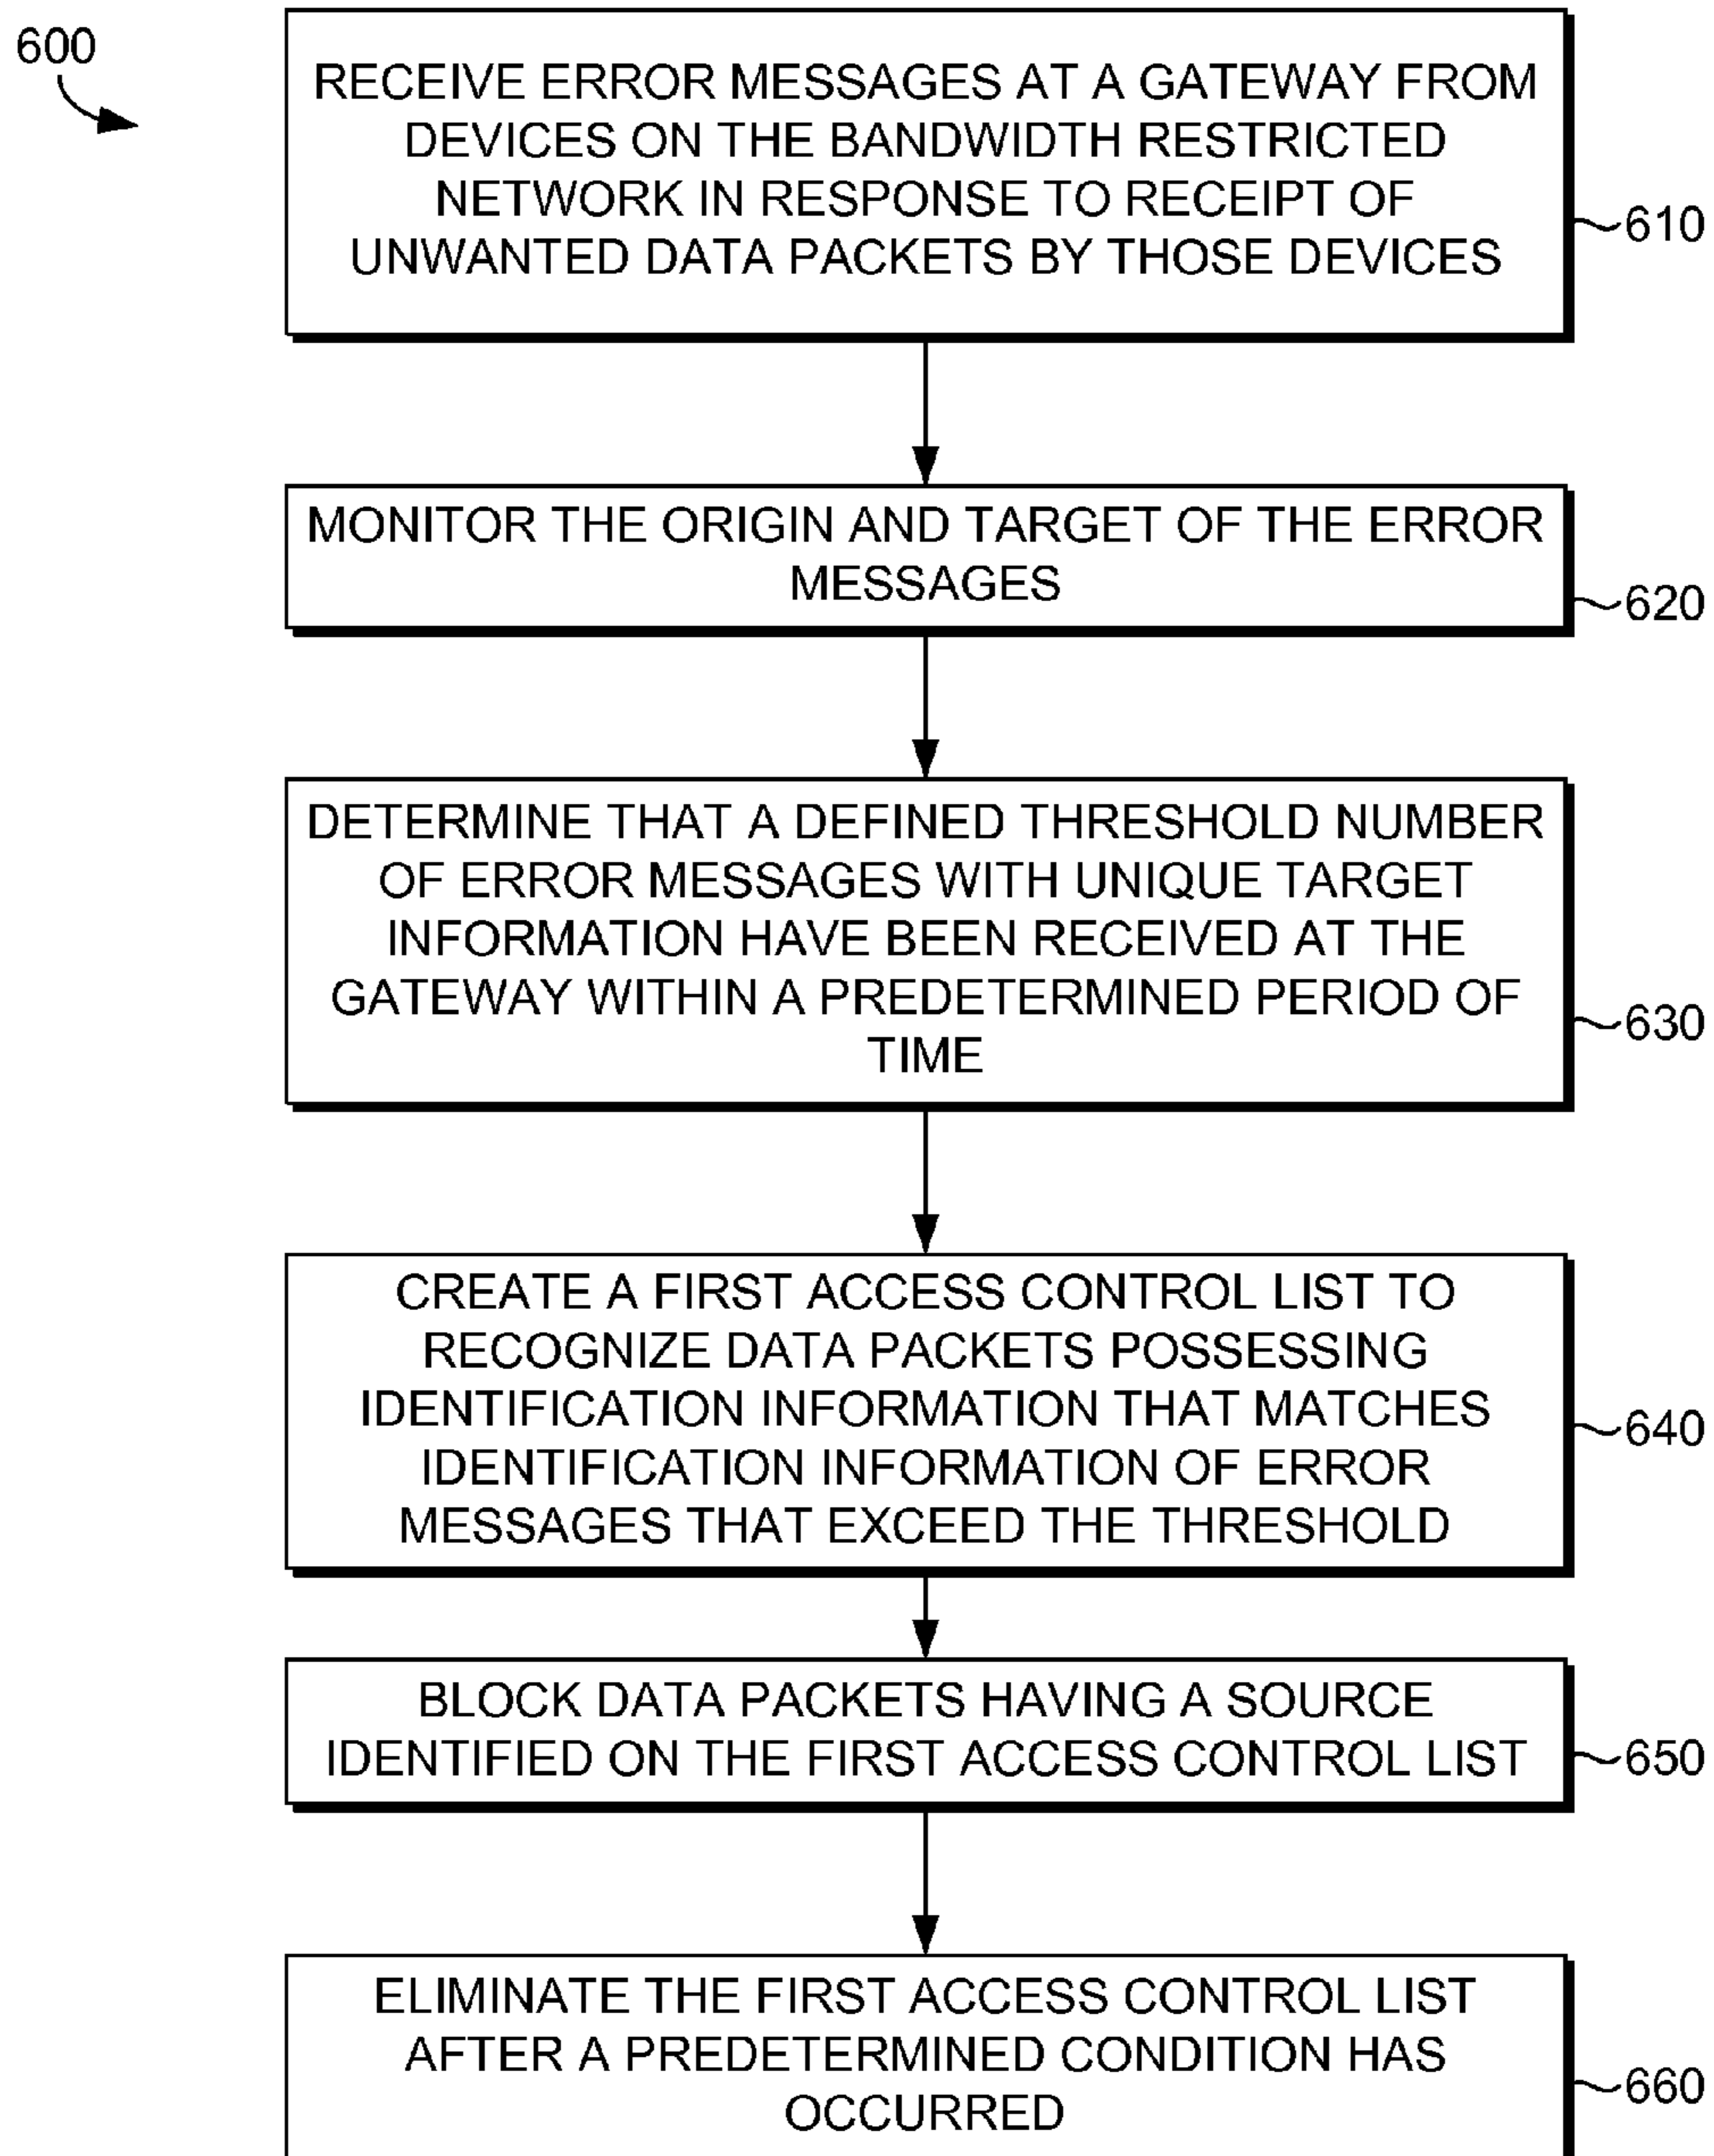 600
RECEIVE ERROR MESSAGES AT A GATEWAY FROM
DEVICES ON THE BANDWIDTH RESTRICTED
NETWORK IN RESPONSE TO RECEIPT OF
UNWANTED DATA PACKETS BY THOSE DEVICES
610
MONITOR THE ORIGIN AND TARGET OF THE ERROR
MESSAGES
620
DETERMINE THAT A DEFINED THRESHOLD NUMBER
OF ERROR MESSAGES WITH UNIQUE TARGET
INFORMATION HAVE BEEN RECEIVED AT THE
GATEWAY WITHIN A PREDETERMINED PERIOD OF
TIME
630
CREATE A FIRST ACCESS CONTROL LIST TO
RECOGNIZE DATA PACKETS POSSESSING
IDENTIFICATION INFORMATION THAT MATCHES
IDENTIFICATION INFORMATION OF ERROR
MESSAGES THAT EXCEED THE THRESHOLD
640
BLOCK DATA PACKETS HAVING A SOURCE
IDENTIFIED ON THE FIRST ACCESS CONTROL LIST
650
ELIMINATE THE FIRST ACCESS CONTROL LIST
AFTER A PREDETERMINED CONDITION HAS
OCCURRED
660